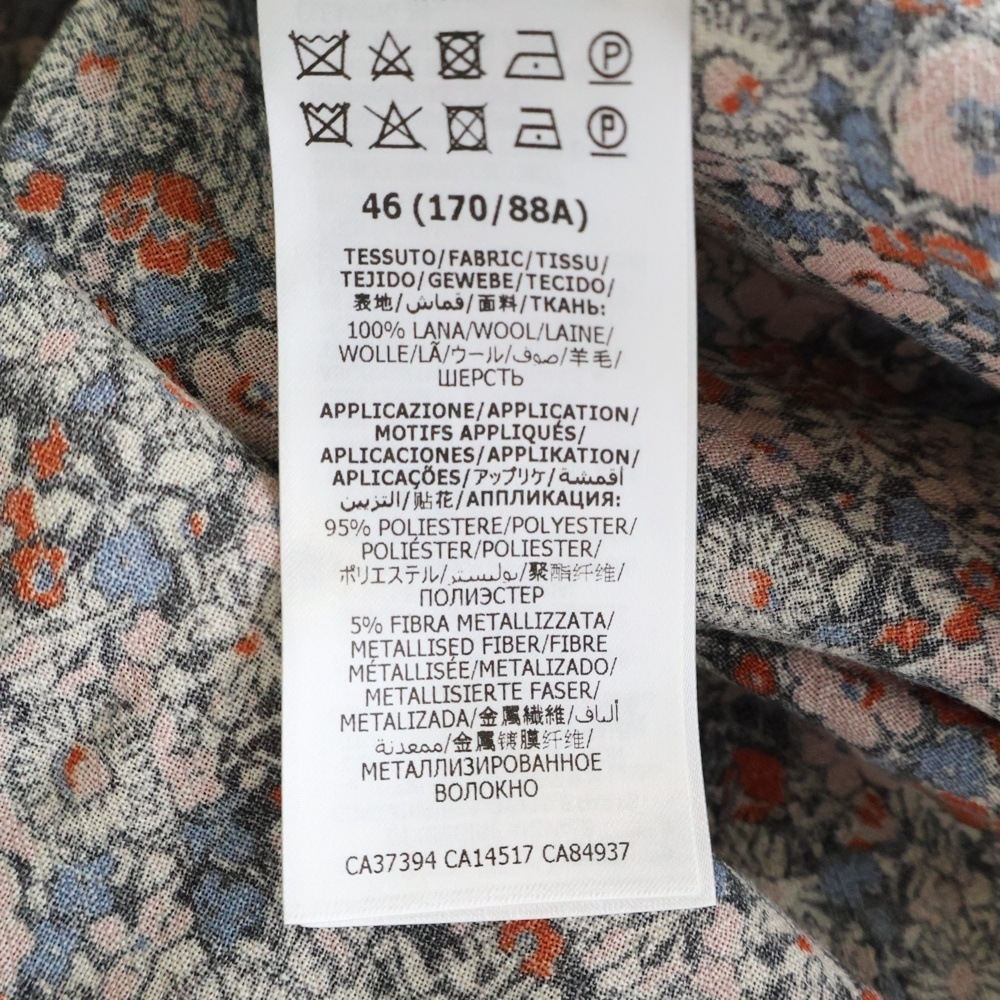 P
P
46 (170/88A)
TESSUTO/FABRIC/TISSU/
TEJIDO/GEWEBE/TECIDO/
表地/قماش/面料/ТКАНЬ:
100% LANA/WOOL/LAINE/
WOLLE/LÃ/ウール/صوف/羊毛/
ШЕРСТЬ
APPLICAZIONE/APPLICATION/
MOTIFS APPLIQUÉS/
APLICACIONES/APPLIKATION/
APLICAÇÕES/アップリケ/أقمشة
التزيين/贴花/АППЛИКАЦИЯ:
95% POLIESTERE/POLYESTER/
POLIÉSTER/POLIESTER/
ポリエステル/بوليستر/聚酯纤维/
ПОЛИЭСТЕР
5% FIBRA METALLIZZATA/
METALLISED FIBER/FIBRE
MÉTALLISÉE/METALIZADO/
METALLISIERTE FASER/
METALIZADA/金属繊維/ألياف
ممعدنة/金属镀膜纤维/
МЕТАЛЛИЗИРОВАННОЕ
ВОЛОКНО
CA37394 CA14517 CA84937